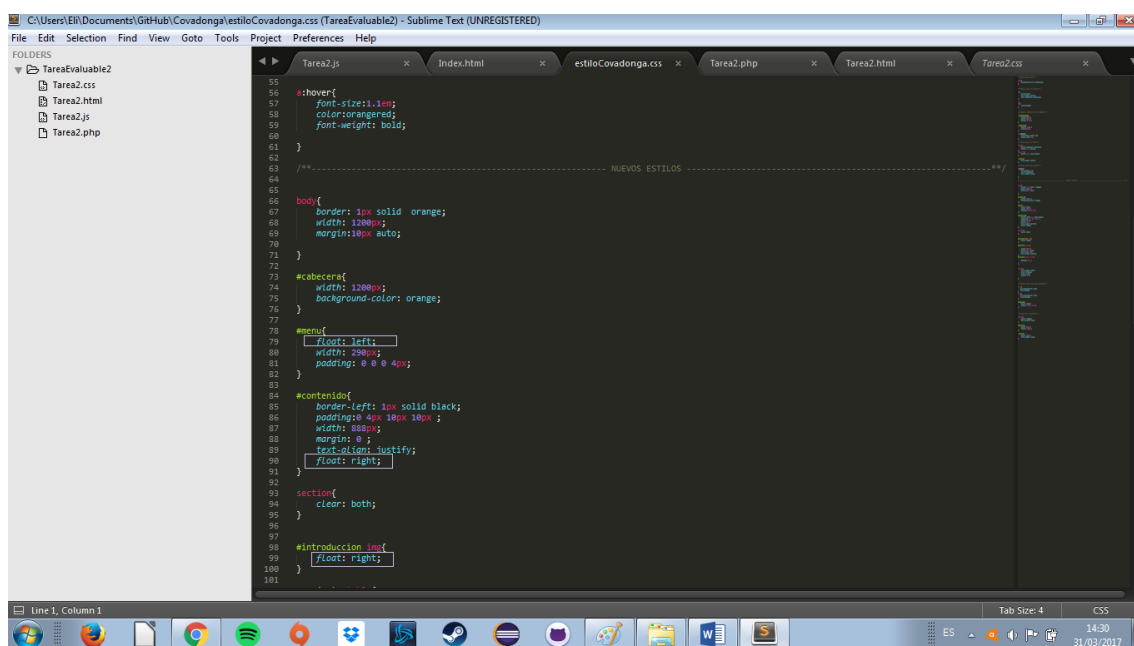 C:\Users\Eli\Documents\GitHub\Covadonga\estiloCovadonga.css (TareaEvaluable2) - Sublime Text (UNREGISTERED)
File Edit Selection Find View Goto Tools Project Preferences Help
FOLDERS
TareaEvaluable2
Tarea2.css
Tarea2.html
Tarea2.js
Tarea2.php
Tarea2.js × Index.html × estiloCovadonga.css × Tarea2.php × Tarea2.html × Tarea2.css ×
55
56 a:hover{
57 font-size:1.1em;
58 color:orangered;
59 font-weight: bold;
60
61 }
62
63 /**------------------------------------------------------------ NUEVOS ESTILOS --------------------------------------------------------------**/
64
65
66 body{
67 border: 1px solid  orange;
68 width: 1200px;
69 margin:10px auto;
70
71 }
72
73 #cabecera{
74 width: 1200px;
75 background-color: orange;
76 }
77
78 #menu{
79 float: left;
80 width: 290px;
81 padding: 0 0 0 4px;
82 }
83
84 #contenido{
85 border-left: 1px solid black;
86 padding:0 4px 10px 10px ;
87 width: 888px;
88 margin: 0 ;
89 text-align: justify;
90 float: right;
91 }
92
93 section{
94 clear: both;
95 }
96
97
98 #introduccion img{
99 float: right;
100 }
101
Line 1, Column 1 Tab Size: 4 CSS
W S ES 14:30
31/03/2017